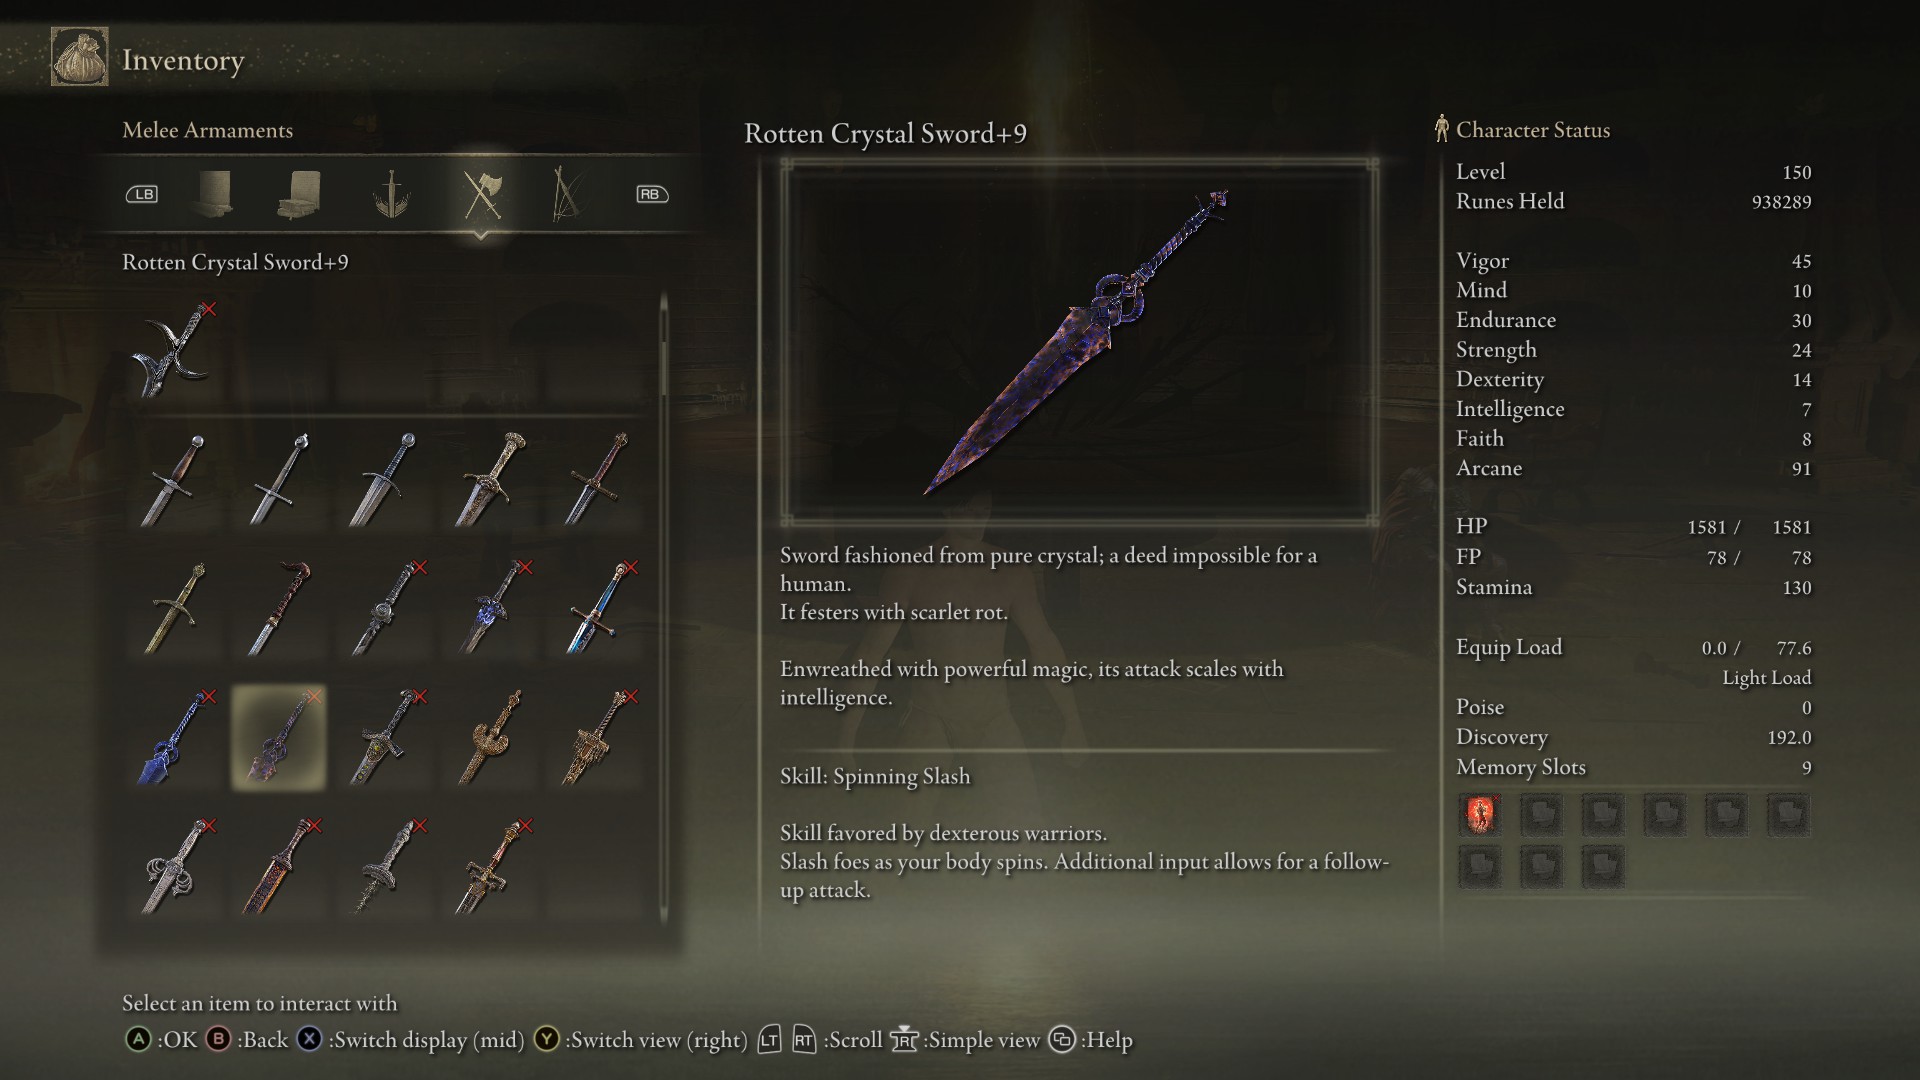 Inventory
Melee Armaments
LB
RB
Rotten Crystal Sword+9
Rotten Crystal Sword+9
Sword fashioned from pure crystal; a deed impossible for a
human.
It festers with scarlet rot.
Enwreathed with powerful magic, its attack scales with
intelligence.
Skill: Spinning Slash
Skill favored by dexterous warriors.
Slash foes as your body spins. Additional input allows for a follow-
up attack.
Character Status
Level 150
Runes Held 938289
Vigor 45
Mind 10
Endurance 30
Strength 24
Dexterity 14
Intelligence 7
Faith 8
Arcane 91
HP 1581 / 1581
FP 78 / 78
Stamina 130
Equip Load 0.0 / 77.6
Light Load
Poise 0
Discovery 192.0
Memory Slots 9
Select an item to interact with
A :OK B :Back X :Switch display (mid) Y :Switch view (right) LT RT :Scroll R :Simple view :Help